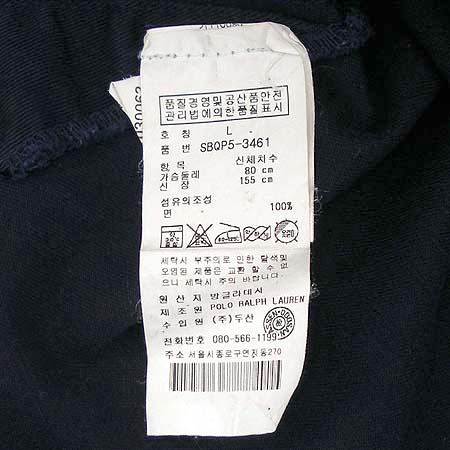 품질경영및공산품안전
관리법에의한품질표시
호 칭 L
품 번 SBQP5-3461
항 목 신체치수
가슴둘레 80 cm
신 장 155 cm
섬유의조성
면 100%
세탁시 부주의로 인한 탈색및
오염된 제품은 교환 할 수 없
으니 세탁시 주의 바랍니다.
원 산 지 방글라데시
제 조 원 POLO RALPH LAUREN
수 입 원 (주)두산
전화번호 080-566-1199
주소 서울시종로구연지동270